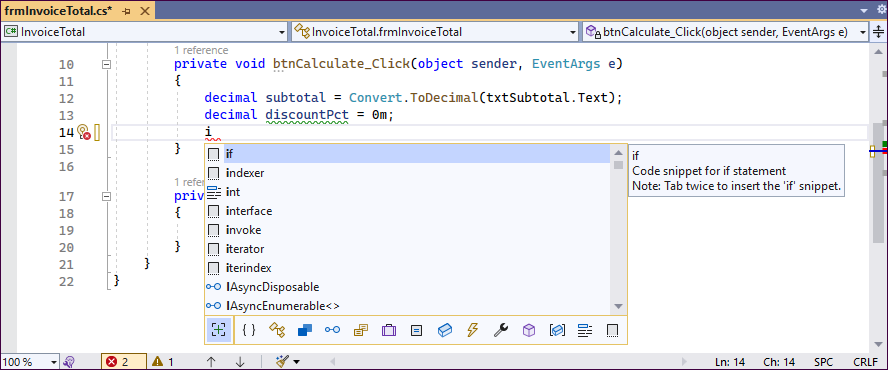 frmInvoiceTotal.cs*
InvoiceTotal InvoiceTotal.frmInvoiceTotal btnCalculate_Click(object sender, EventArgs e)
1 reference
10 private void btnCalculate_Click(object sender, EventArgs e)
11 {
12 decimal subtotal = Convert.ToDecimal(txtSubtotal.Text);
13 decimal discountPct = 0m;
14 i
15 }
16
if
indexer
int
interface
invoke
iterator
iterindex
IAsyncDisposable
IAsyncEnumerable<>
if
Code snippet for if statement
Note: Tab twice to insert the 'if' snippet.
1 refe
17 priv
18 {
19
20 }
21 }
22 }
100 % 2 1 Ln: 14 Ch: 14 SPC CRLF